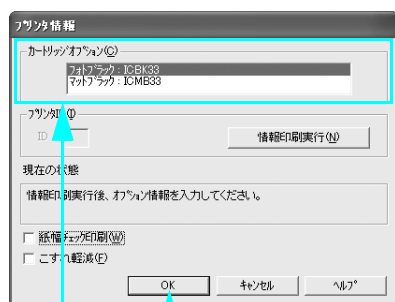 プリンタ情報
カートリッジオプション(C)
フォトブラック : ICBK33
マットブラック : ICMB33
プリンタID(I)
ID
情報印刷実行(N)
現在の状態
情報印刷実行後、オプション情報を入力してください。
紙幅チェック印刷(W)
こすれ軽減(F)
OK キャンセル ヘルプ